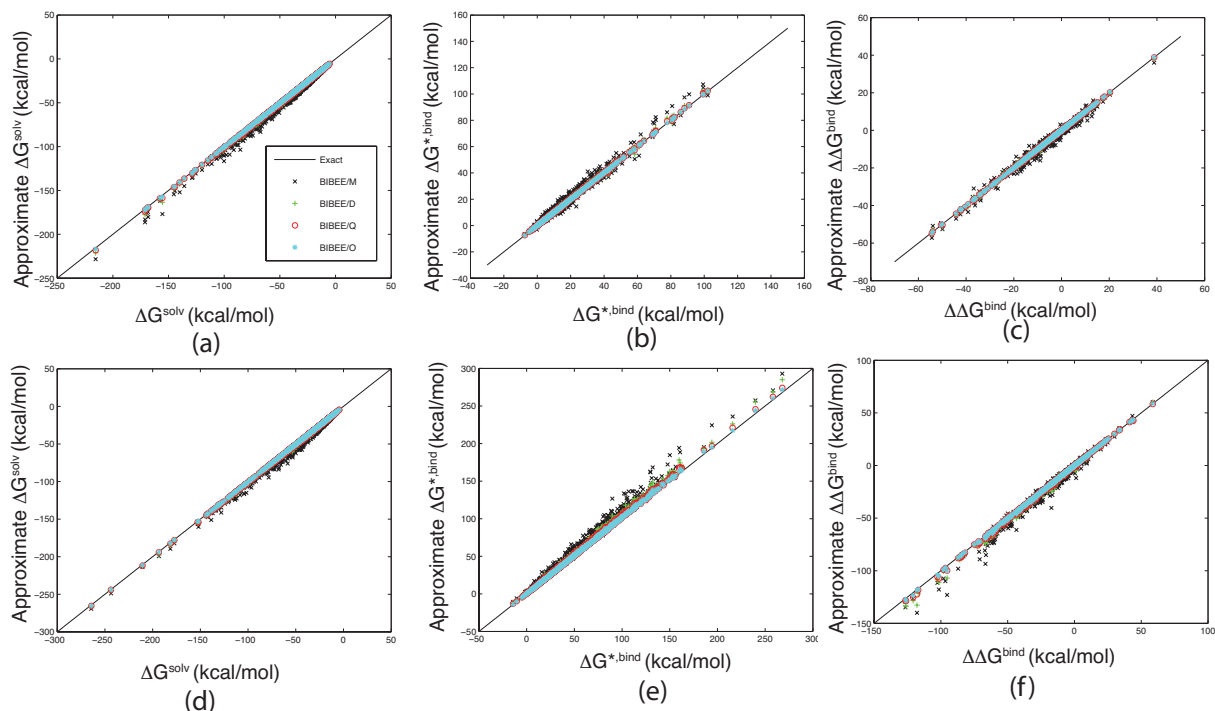 Approximate ΔG^solv (kcal/mol)
50
0
−50
−100
−150
−200
−250
Exact
BIBEE/M
BIBEE/D
BIBEE/Q
BIBEE/O
−250 −200 −150 −100 −50 0 50
ΔG^solv (kcal/mol)
(a)
Approximate ΔG*,bind (kcal/mol)
160
140
120
100
80
60
40
20
0
−20
−40
−40 −20 0 20 40 60 80 100 120 140 160
ΔG*,bind (kcal/mol)
(b)
Approximate ΔΔG^bind (kcal/mol)
60
40
20
0
−20
−40
−60
−80
−80 −60 −40 −20 0 20 40 60
ΔΔG^bind (kcal/mol)
(c)
Approximate ΔG^solv (kcal/mol)
50
0
−50
−100
−150
−200
−250
−300
−300 −250 −200 −150 −100 −50 0 50
ΔG^solv (kcal/mol)
(d)
Approximate ΔG*,bind (kcal/mol)
300
250
200
150
100
50
0
−50
−50 0 50 100 150 200 250 300
ΔG*,bind (kcal/mol)
(e)
Approximate ΔΔG^bind (kcal/mol)
100
50
0
−50
−100
−150
−150 −100 −50 0 50 100
ΔΔG^bind (kcal/mol)
(f)